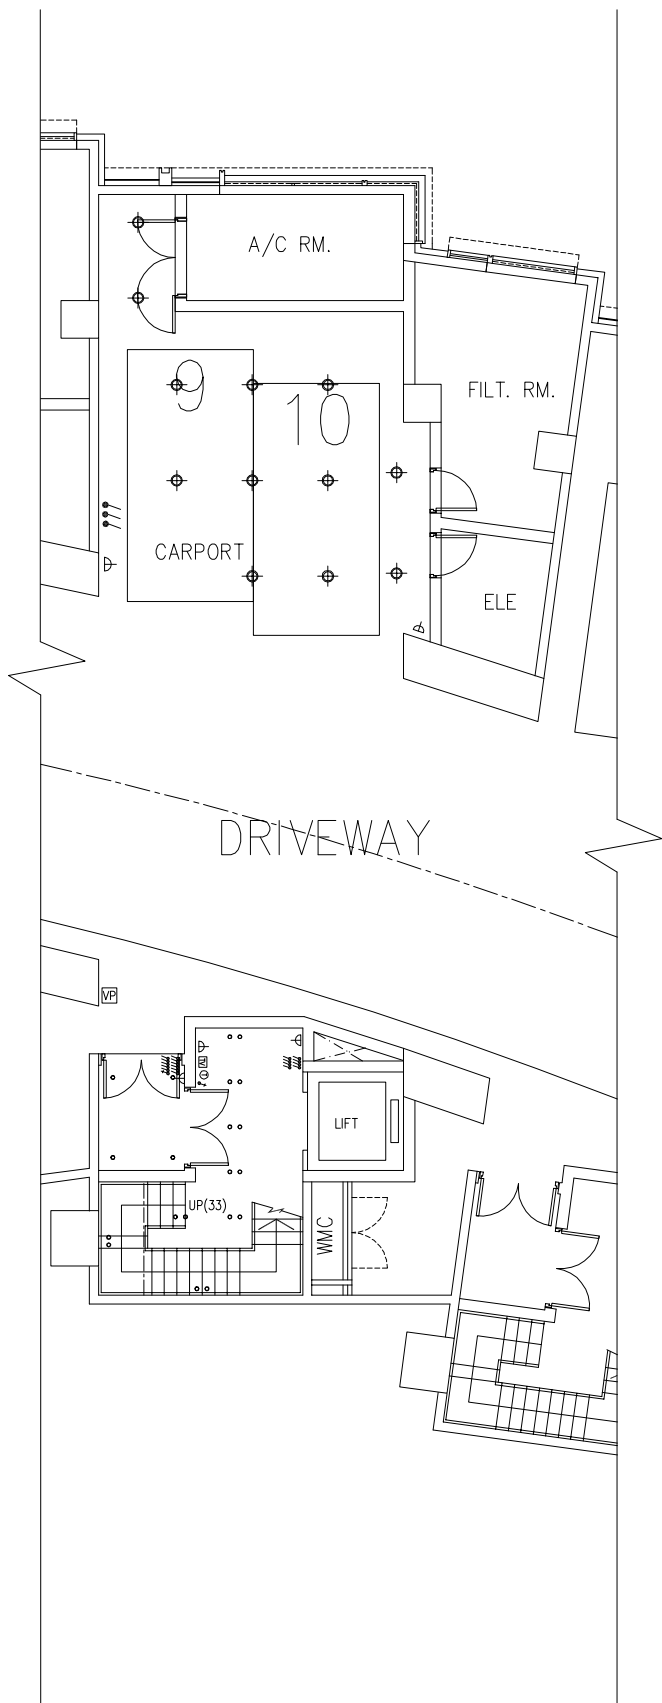 A/C RM.
9
10
FILT. RM.
CARPORT
ELE
DRIVEWAY
VP
LIFT
UP(33)
WMC